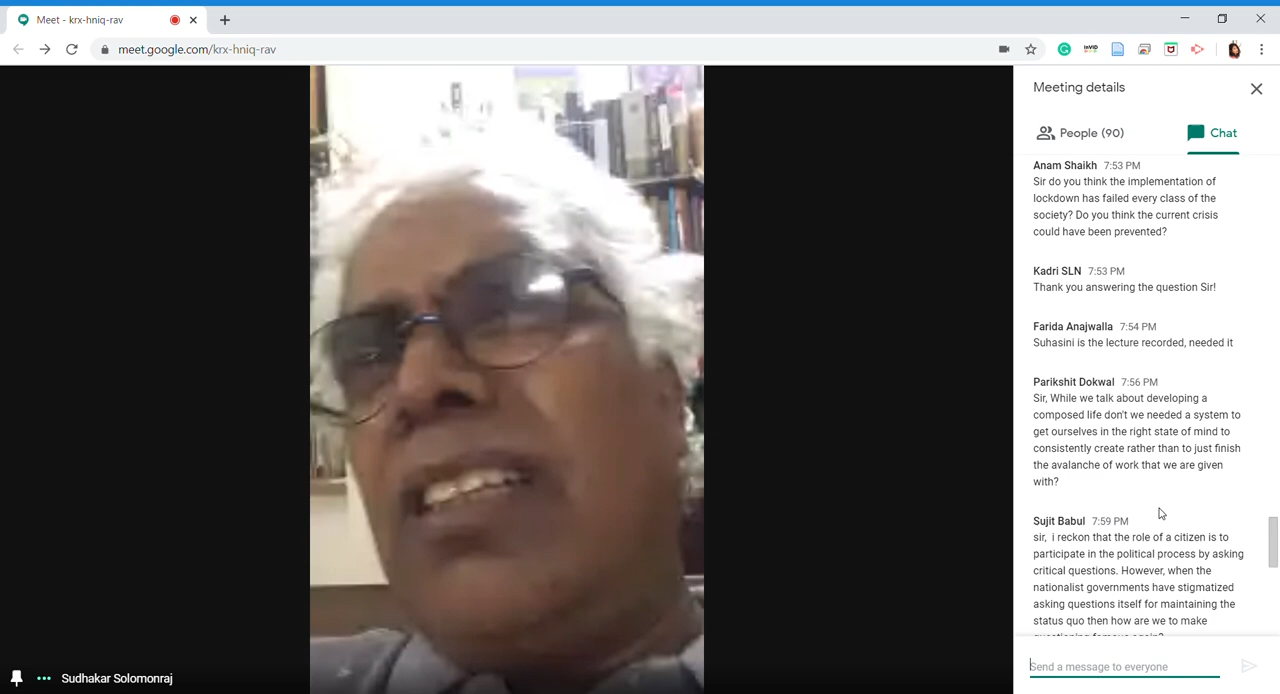 Meet - krx-hniq-rav
meet.google.com/krx-hniq-rav
InVID
Meeting details
People (90)
Chat
Anam Shaikh 7:53 PM
Sir do you think the implementation of
lockdown has failed every class of the
society? Do you think the current crisis
could have been prevented?
Kadri SLN 7:53 PM
Thank you answering the question Sir!
Farida Anajwalla 7:54 PM
Suhasini is the lecture recorded, needed it
Parikshit Dokwal 7:56 PM
Sir, While we talk about developing a
composed life don't we needed a system to
get ourselves in the right state of mind to
consistently create rather than to just finish
the avalanche of work that we are given
with?
Sujit Babul 7:59 PM
sir, i reckon that the role of a citizen is to
participate in the political process by asking
critical questions. However, when the
nationalist governments have stigmatized
asking questions itself for maintaining the
status quo then how are we to make
questioning famous again?
Send a message to everyone
Sudhakar Solomonraj